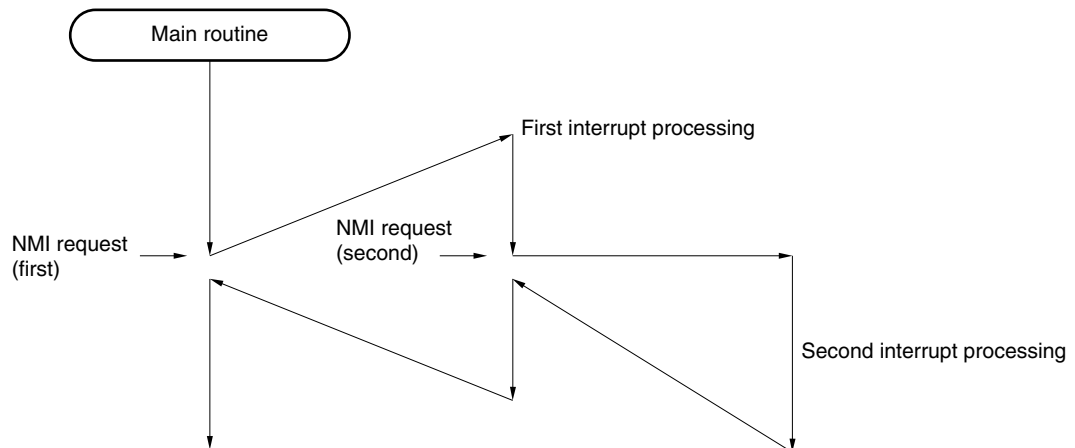 Main routine
First interrupt processing
NMI request
(first)
NMI request
(second)
Second interrupt processing